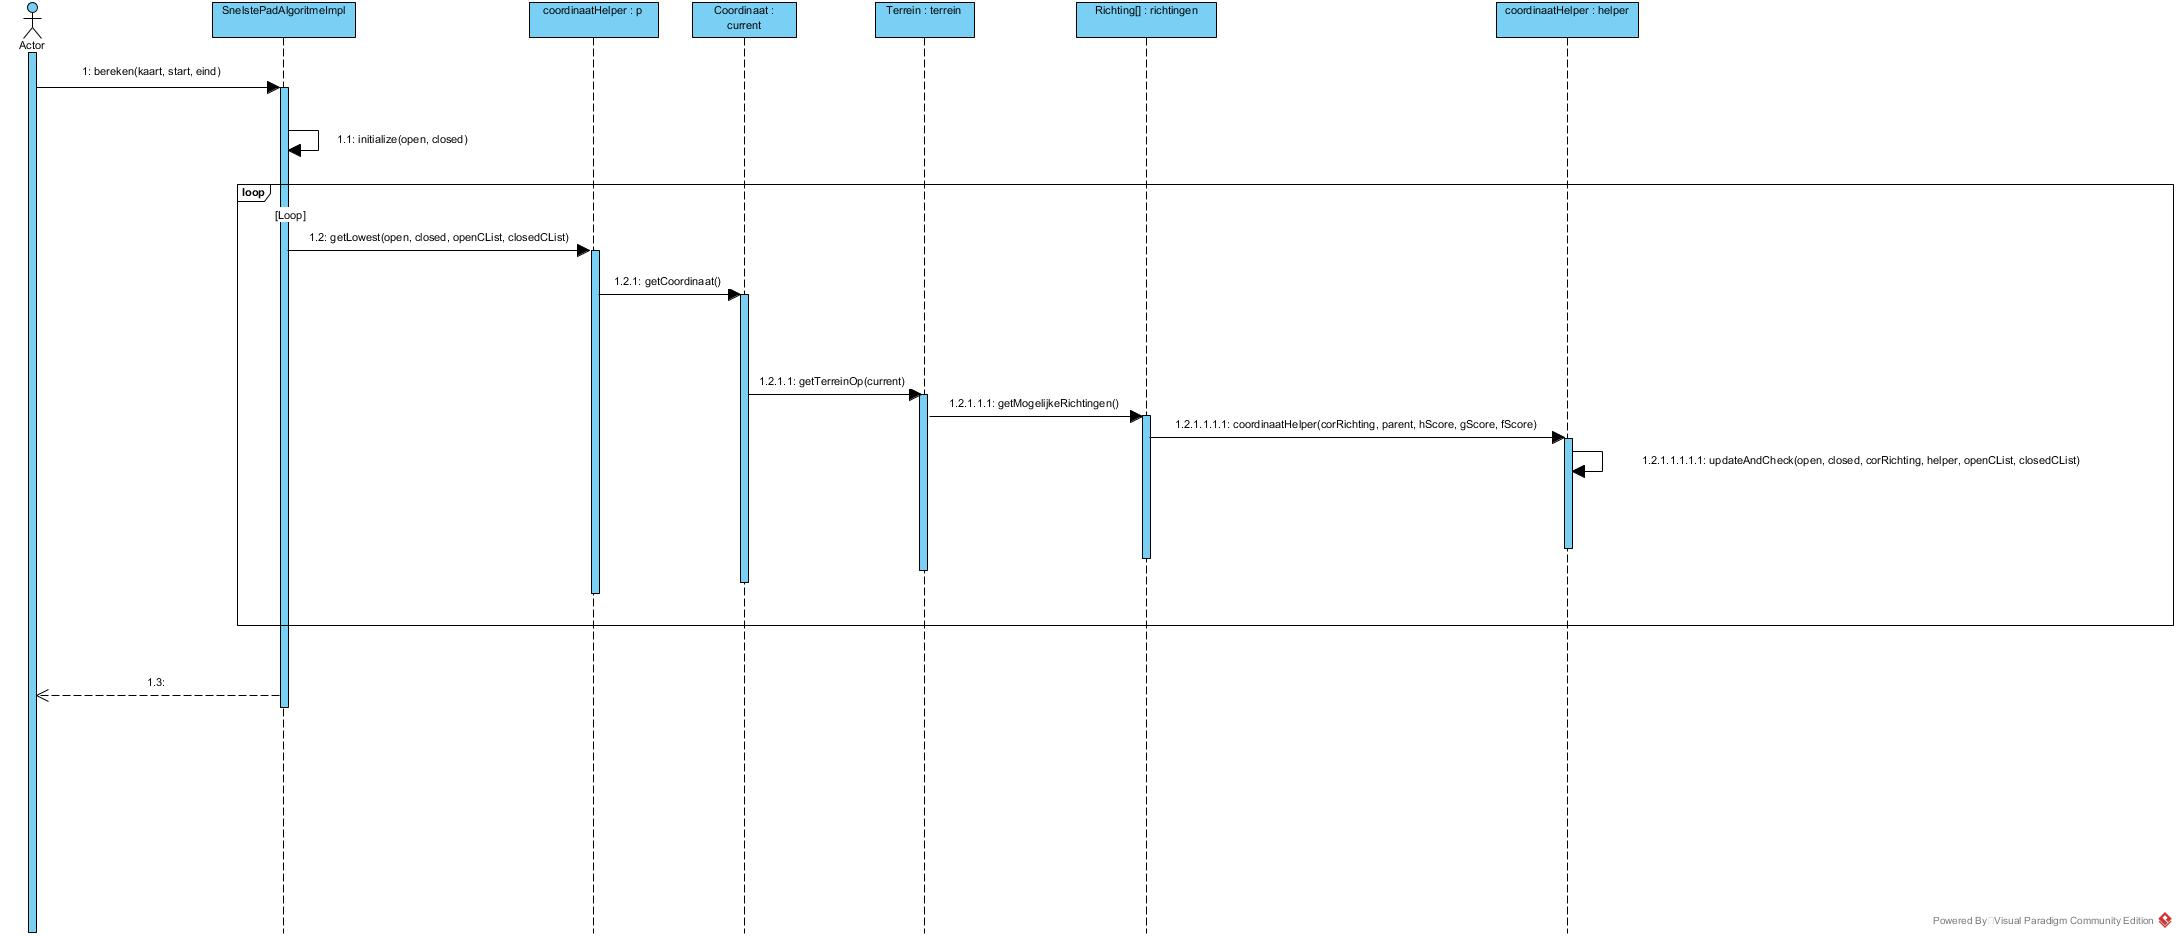 SnelstePadAlgoritmeImpl
coordinaatHelper : p
Coordinaat :
current
Terrein : terrein
Richting[] : richtingen
coordinaatHelper : helper
Actor
1: bereken(kaart, start, eind)
1.1: initialize(open, closed)
loop
[Loop]
1.2: getLowest(open, closed, openCList, closedCList)
1.2.1: getCoordinaat()
1.2.1.1: getTerreinOp(current)
1.2.1.1.1: getMogelijkeRichtingen()
1.2.1.1.1.1: coordinaatHelper(corRichting, parent, hScore, gScore, fScore)
1.2.1.1.1.1.1: updateAndCheck(open, closed, corRichting, helper, openCList, closedCList)
1.3:
Powered By Visual Paradigm Community Edition